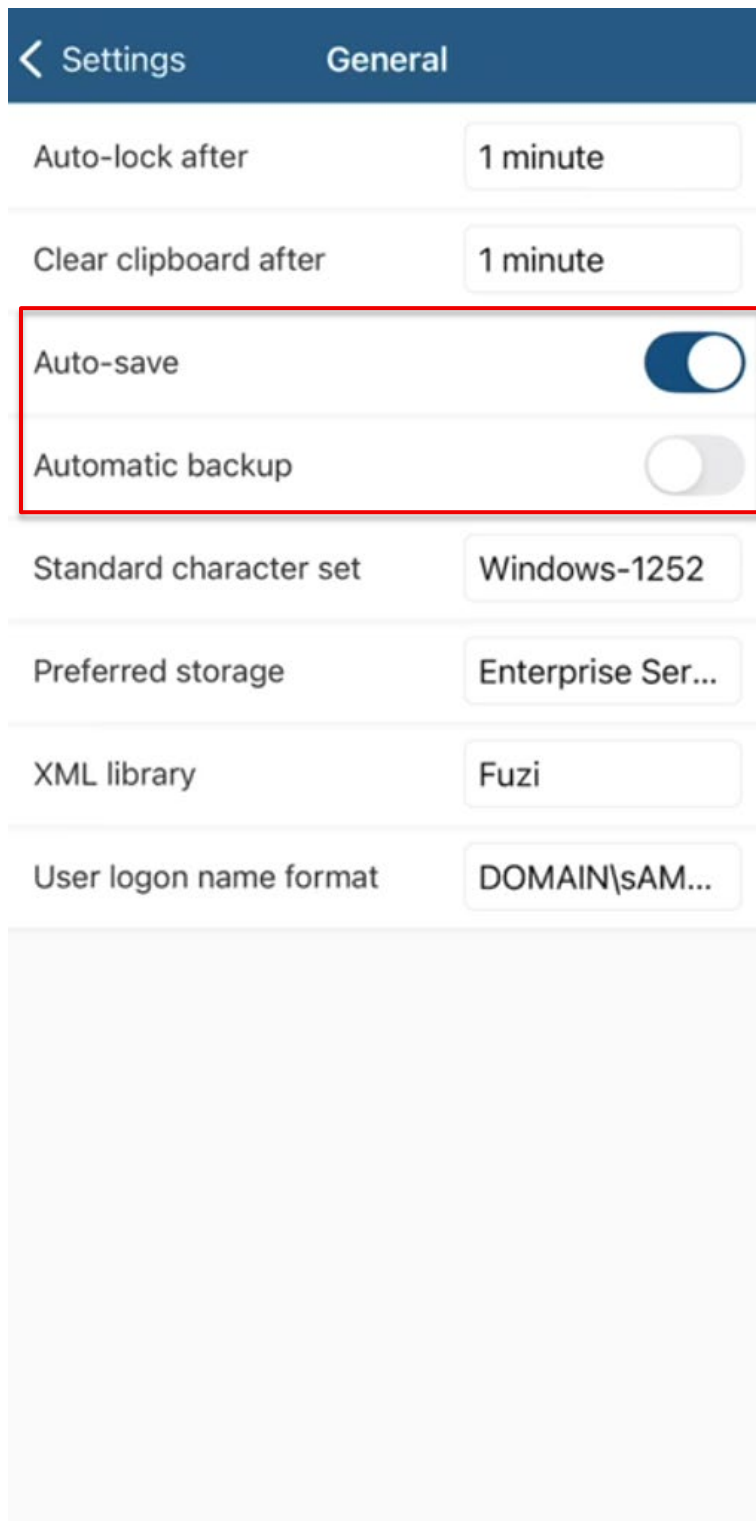 Settings General
Auto-lock after 1 minute
Clear clipboard after 1 minute
Auto-save
Automatic backup
Standard character set Windows-1252
Preferred storage Enterprise Ser...
XML library Fuzi
User logon name format DOMAIN\sAM...